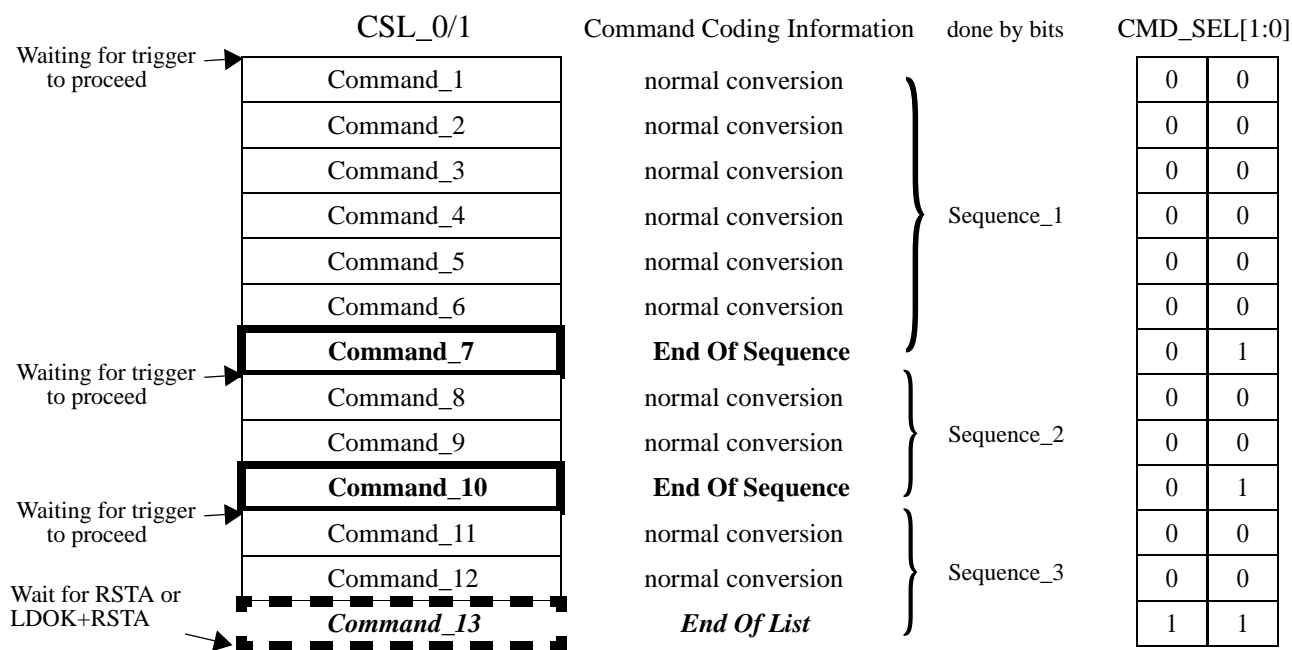 CSL_0/1 Command Coding Information done by bits CMD_SEL[1:0]
Waiting for trigger
to proceed
Command_1 normal conversion 0 0
Command_2 normal conversion 0 0
Command_3 normal conversion 0 0
Command_4 normal conversion Sequence_1 0 0
Command_5 normal conversion 0 0
Command_6 normal conversion 0 0
Command_7 End Of Sequence 0 1
Waiting for trigger
to proceed
Command_8 normal conversion 0 0
Command_9 normal conversion Sequence_2 0 0
Command_10 End Of Sequence 0 1
Waiting for trigger
to proceed
Command_11 normal conversion 0 0
Command_12 normal conversion Sequence_3 0 0
Wait for RSTA or
LDOK+RSTA
Command_13 End Of List 1 1